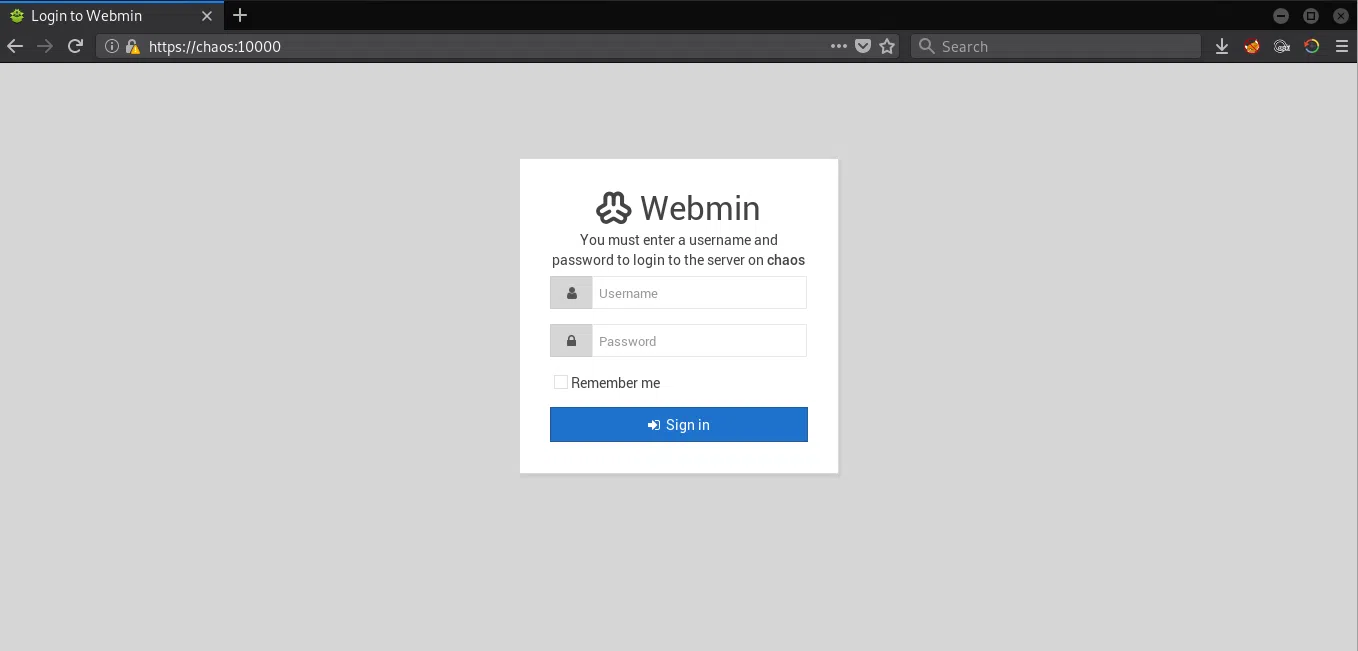 Login to Webmin
https://chaos:10000
Search
Webmin
You must enter a username and
password to login to the server on chaos
Username
Password
Remember me
Sign in